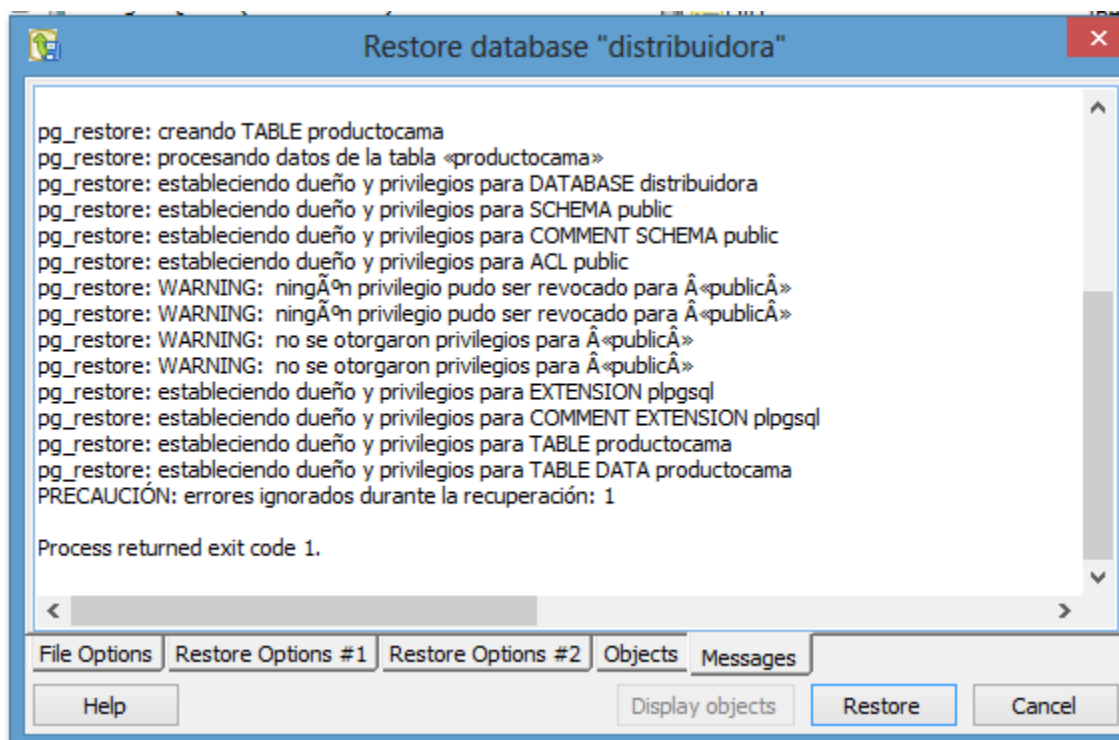 Restore database "distribuidora"
pg_restore: creando TABLE productocama
pg_restore: procesando datos de la tabla «productocama»
pg_restore: estableciendo dueño y privilegios para DATABASE distribuidora
pg_restore: estableciendo dueño y privilegios para SCHEMA public
pg_restore: estableciendo dueño y privilegios para COMMENT SCHEMA public
pg_restore: estableciendo dueño y privilegios para ACL public
pg_restore: WARNING:  ningÃºn privilegio pudo ser revocado para Â«publicÂ»
pg_restore: WARNING:  ningÃºn privilegio pudo ser revocado para Â«publicÂ»
pg_restore: WARNING:  no se otorgaron privilegios para Â«publicÂ»
pg_restore: WARNING:  no se otorgaron privilegios para Â«publicÂ»
pg_restore: estableciendo dueño y privilegios para EXTENSION plpgsql
pg_restore: estableciendo dueño y privilegios para COMMENT EXTENSION plpgsql
pg_restore: estableciendo dueño y privilegios para TABLE productocama
pg_restore: estableciendo dueño y privilegios para TABLE DATA productocama
PRECAUCIÓN: errores ignorados durante la recuperación: 1
Process returned exit code 1.
File Options Restore Options #1 Restore Options #2 Objects Messages
Help Display objects Restore Cancel